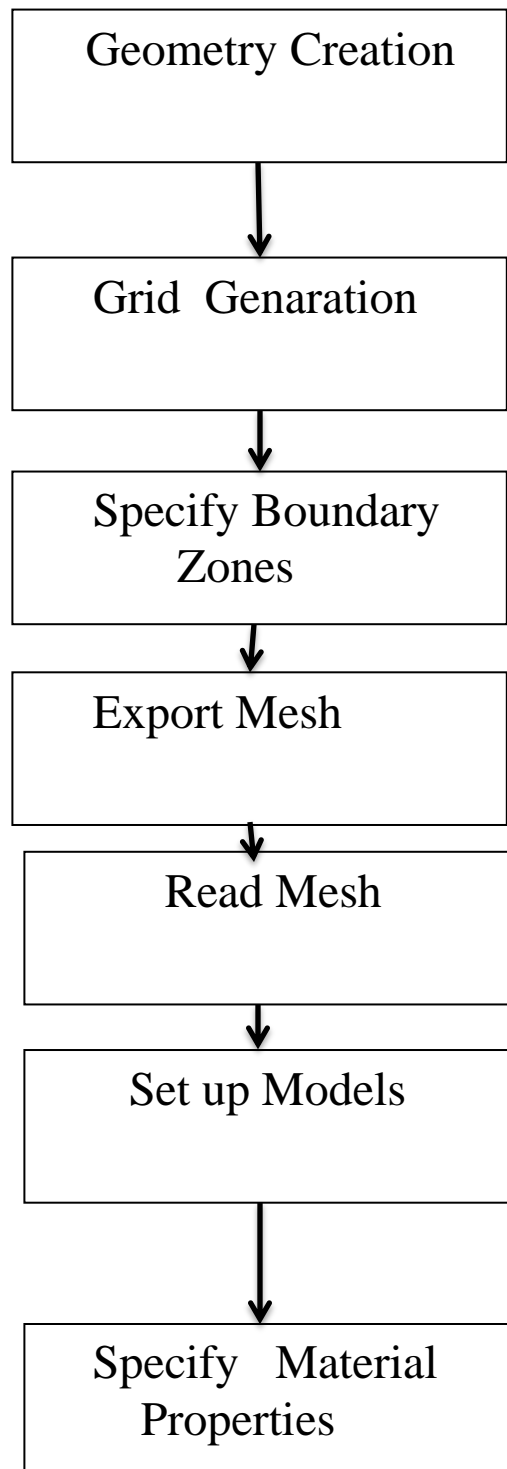 Geometry Creation
Grid Genaration
Specify Boundary
Zones
Export Mesh
Read Mesh
Set up Models
Specify Material
Properties